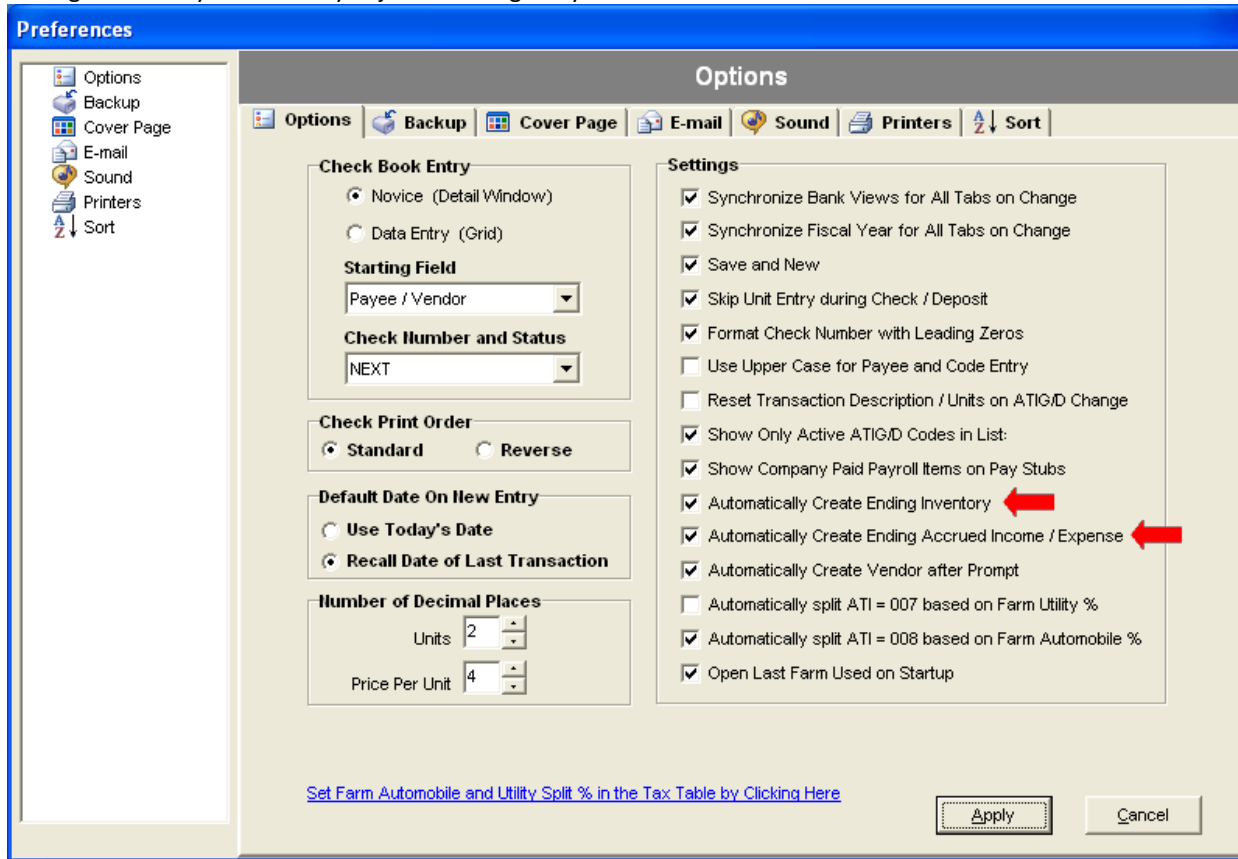 Preferences
Options
Backup
Cover Page
E-mail
Sound
Printers
Sort
Options
Options
Backup
Cover Page
E-mail
Sound
Printers
Sort
Check Book Entry
Novice (Detail Window)
Data Entry (Grid)
Starting Field
Payee / Vendor
Check Number and Status
NEXT
Check Print Order
Standard
Reverse
Default Date On New Entry
Use Today's Date
Recall Date of Last Transaction
Number of Decimal Places
Units 2
Price Per Unit 4
Settings
Synchronize Bank Views for All Tabs on Change
Synchronize Fiscal Year for All Tabs on Change
Save and New
Skip Unit Entry during Check / Deposit
Format Check Number with Leading Zeros
Use Upper Case for Payee and Code Entry
Reset Transaction Description / Units on ATIG/D Change
Show Only Active ATIG/D Codes in List:
Show Company Paid Payroll Items on Pay Stubs
Automatically Create Ending Inventory
Automatically Create Ending Accrued Income / Expense
Automatically Create Vendor after Prompt
Automatically split ATI = 007 based on Farm Utility %
Automatically split ATI = 008 based on Farm Automobile %
Open Last Farm Used on Startup
Set Farm Automobile and Utility Split % in the Tax Table by Clicking Here
Apply
Cancel